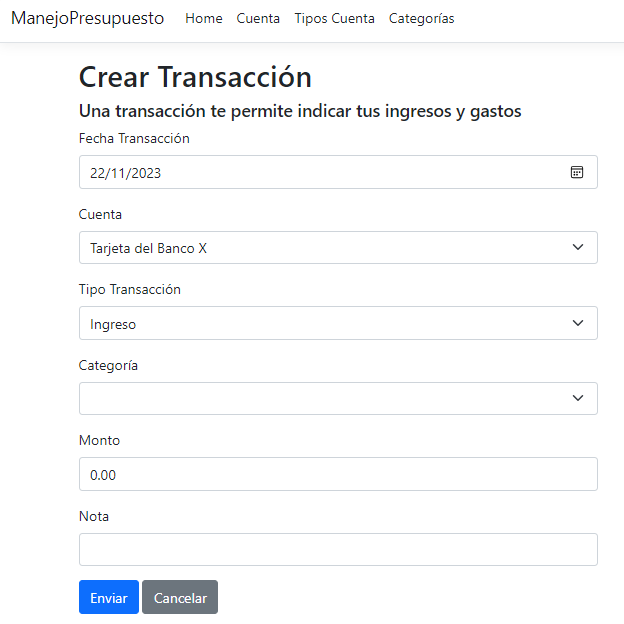 ManejoPresupuesto Home Cuenta Tipos Cuenta Categorías
Crear Transacción
Una transacción te permite indicar tus ingresos y gastos
Fecha Transacción
22/11/2023
Cuenta
Tarjeta del Banco X
Tipo Transacción
Ingreso
Categoría
Monto
0.00
Nota
Enviar Cancelar